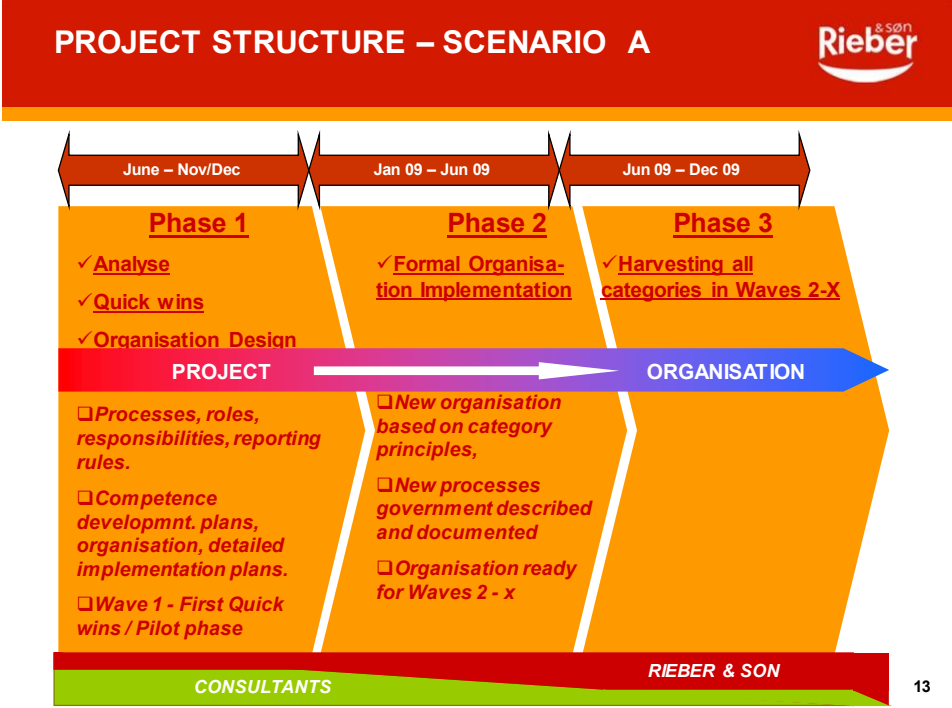 PROJECT STRUCTURE – SCENARIO A
& søn
Rieber
June – Nov/Dec
Jan 09 – Jun 09
Jun 09 – Dec 09
Phase 1
✓Analyse
✓Quick wins
✓Organisation Design
Phase 2
✓Formal Organisa-
tion Implementation
Phase 3
✓Harvesting all
categories in Waves 2-X
PROJECT
ORGANISATION
❑Processes, roles,
responsibilities, reporting
rules.
❑Competence
developmnt. plans,
organisation, detailed
implementation plans.
❑Wave 1 - First Quick
wins / Pilot phase
❑New organisation
based on category
principles,
❑New processes
government described
and documented
❑Organisation ready
for Waves 2 - x
CONSULTANTS
RIEBER & SON
13